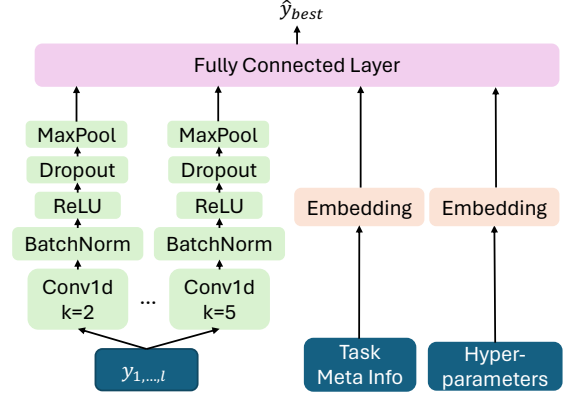 ŷ_best
Fully Connected Layer
MaxPool MaxPool
Dropout Dropout
ReLU ReLU
Embedding Embedding
BatchNorm BatchNorm
Conv1d
k=2
...
Conv1d
k=5
y_1,...,l
Task
Meta Info
Hyper-
parameters